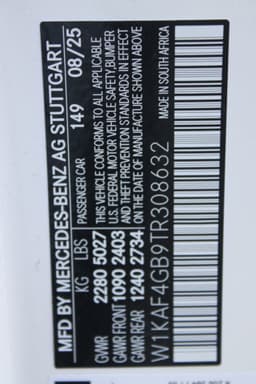 MFD BY MERCEDES-BENZ AG STUTTGART
PASSENGER CAR 149 08/25
KG LBS
GVWR 2280 5027
GAWR FRONT 1090 2403
GAWR REAR 1240 2734
THIS VEHICLE CONFORMS TO ALL APPLICABLE
U.S. FEDERAL MOTOR VEHICLE SAFETY, BUMPER
AND THEFT PREVENTION STANDARDS IN EFFECT
ON THE DATE OF MANUFACTURE SHOWN ABOVE
W1KAF4GB9TR308632
MADE IN SOUTH AFRICA